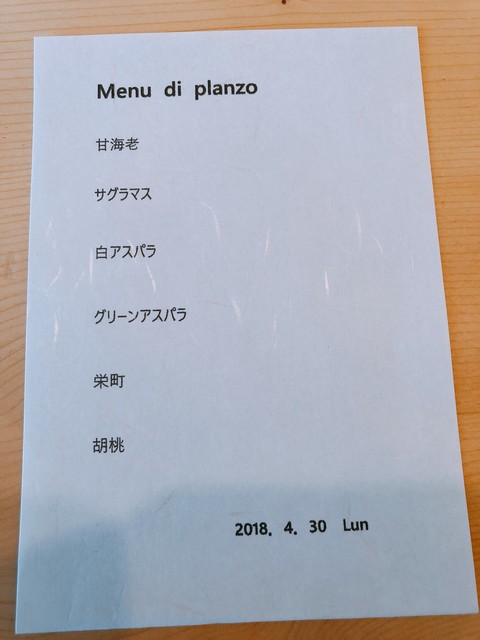 Menu di planzo
甘海老
サグラマス
白アスパラ
グリーンアスパラ
栄町
胡桃
2018. 4. 30 Lun